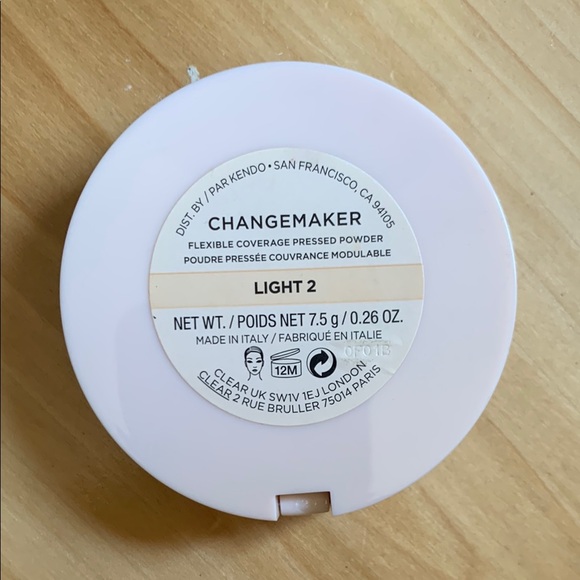 DIST. BY / PAR KENDO • SAN FRANCISCO, CA 94105
CHANGEMAKER
FLEXIBLE COVERAGE PRESSED POWDER
POUDRE PRESSÉE COUVRANCE MODULABLE
LIGHT 2
NET WT. / POIDS NET 7.5 g / 0.26 OZ.
MADE IN ITALY / FABRIQUÉ EN ITALIE
12M
CLEAR UK SW1V 1EJ LONDON
CLEAR 2 RUE BRULLER 75014 PARIS